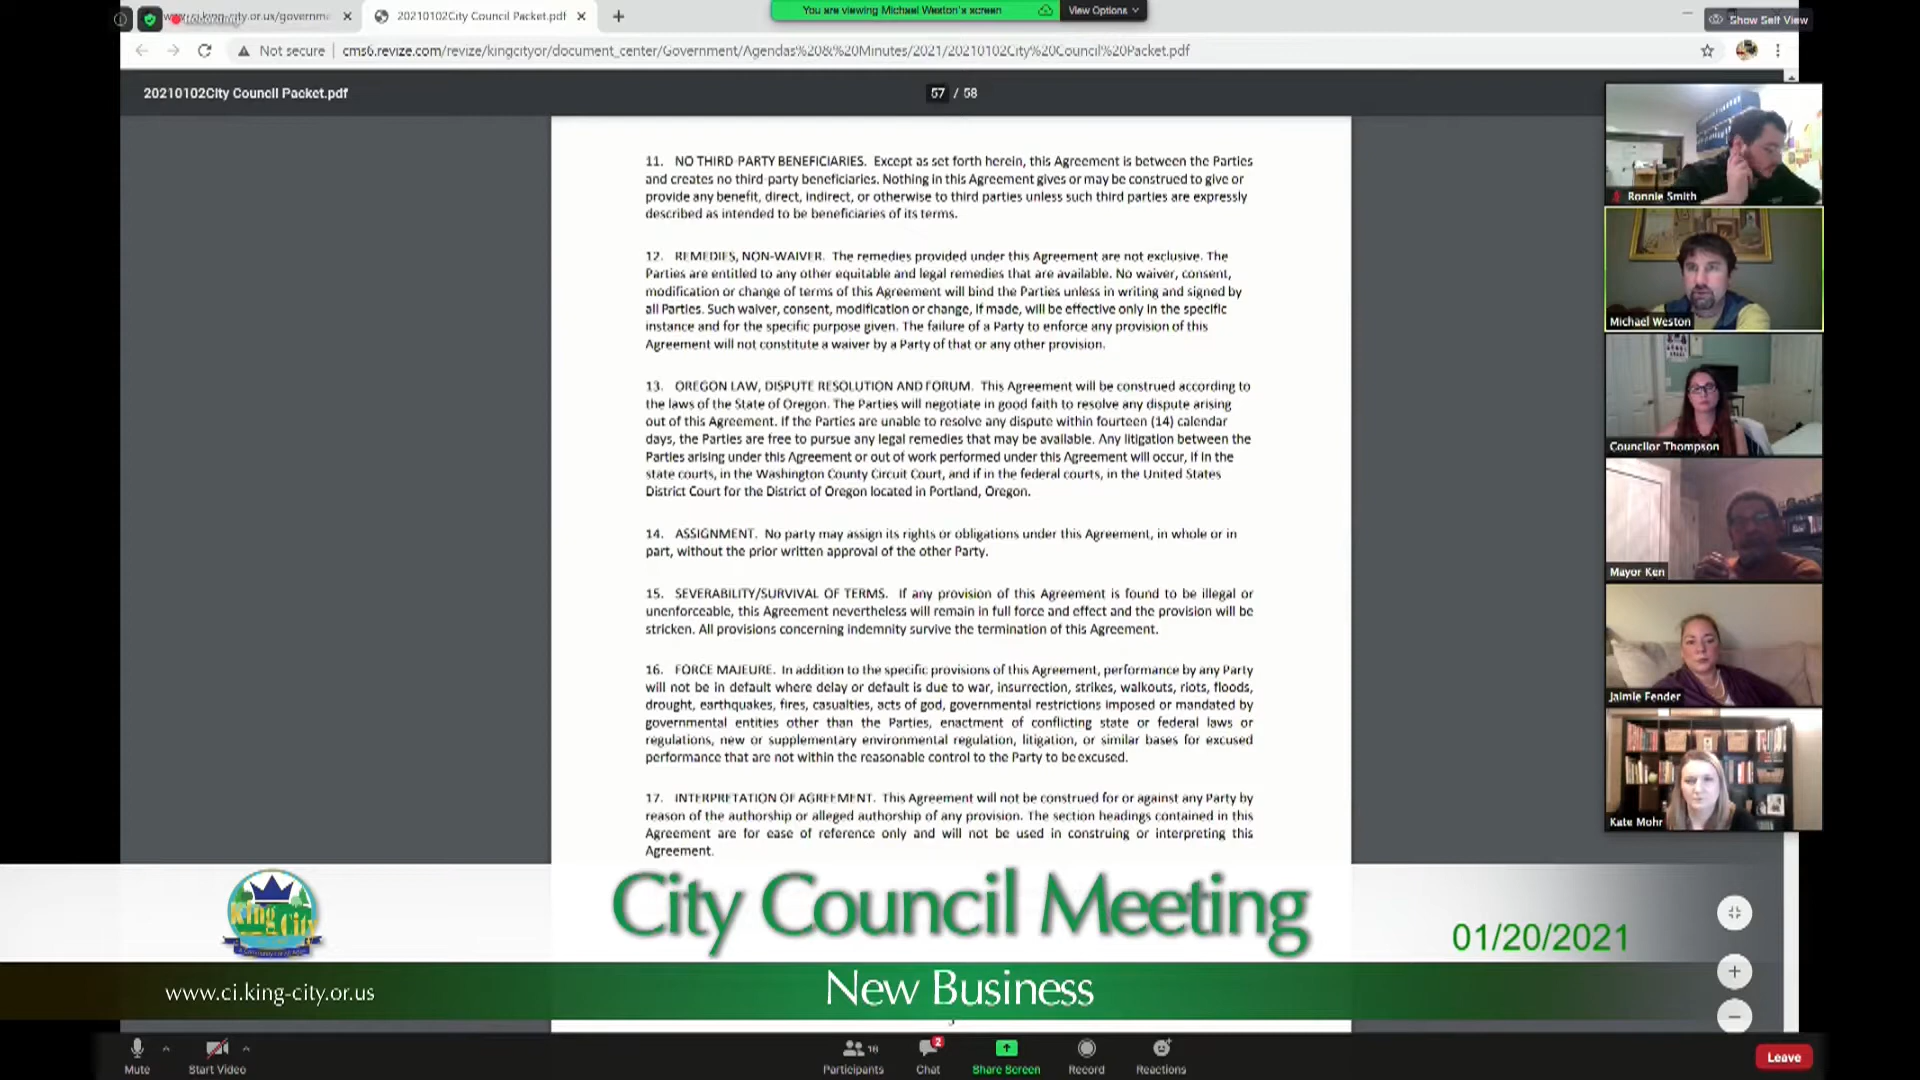 20210102City Council Packet.pdf
You are viewing Michael Weston's screen
View Options
Show Self View
Not secure
cms6.revize.com/revize/kingcityor/document_center/Government/Agendas%20&%20Minutes/2021/20210102City%20Council%20Packet.pdf
20210102City Council Packet.pdf
57 / 58
11. NO THIRD-PARTY BENEFICIARIES. Except as set forth herein, this Agreement is between the Parties
and creates no third-party beneficiaries. Nothing in this Agreement gives or may be construed to give or
provide any benefit, direct, indirect, or otherwise to third parties unless such third parties are expressly
described as intended to be beneficiaries of its terms.
12. REMEDIES, NON-WAIVER. The remedies provided under this Agreement are not exclusive. The
Parties are entitled to any other equitable and legal remedies that are available. No waiver, consent,
modification or change of terms of this Agreement will bind the Parties unless in writing and signed by
all Parties. Such waiver, consent, modification or change, if made, will be effective only in the specific
instance and for the specific purpose given. The failure of a Party to enforce any provision of this
Agreement will not constitute a waiver by a Party of that or any other provision.
13. OREGON LAW, DISPUTE RESOLUTION AND FORUM. This Agreement will be construed according to
the laws of the State of Oregon. The Parties will negotiate in good faith to resolve any dispute arising
out of this Agreement. If the Parties are unable to resolve any dispute within fourteen (14) calendar
days, the Parties are free to pursue any legal remedies that may be available. Any litigation between the
Parties arising under this Agreement or out of work performed under this Agreement will occur, if in the
state courts, in the Washington County Circuit Court, and if in the federal courts, in the United States
District Court for the District of Oregon located in Portland, Oregon.
14. ASSIGNMENT. No party may assign its rights or obligations under this Agreement, in whole or in
part, without the prior written approval of the other Party.
15. SEVERABILITY/SURVIVAL OF TERMS. If any provision of this Agreement is found to be illegal or
unenforceable, this Agreement nevertheless will remain in full force and effect and the provision will be
stricken. All provisions concerning indemnity survive the termination of this Agreement.
16. FORCE MAJEURE. In addition to the specific provisions of this Agreement, performance by any Party
will not be in default where delay or default is due to war, insurrection, strikes, walkouts, riots, floods,
drought, earthquakes, fires, casualties, acts of god, governmental restrictions imposed or mandated by
governmental entities other than the Parties, enactment of conflicting state or federal laws or
regulations, new or supplementary environmental regulation, litigation, or similar bases for excused
performance that are not within the reasonable control to the Party to be excused.
17. INTERPRETATION OF AGREEMENT. This Agreement will not be construed for or against any Party by
reason of the authorship or alleged authorship of any provision. The section headings contained in this
Agreement are for ease of reference only and will not be used in construing or interpreting this
Agreement.
Ronnie Smith
Michael Weston
Councilor Thompson
Mayor Ken
Jaimie Fender
Kate Mohr
King City
City Council Meeting
01/20/2021
www.ci.king-city.or.us
New Business
Mute
Start Video
Participants
16
Chat
2
Share Screen
Record
Reactions
Leave